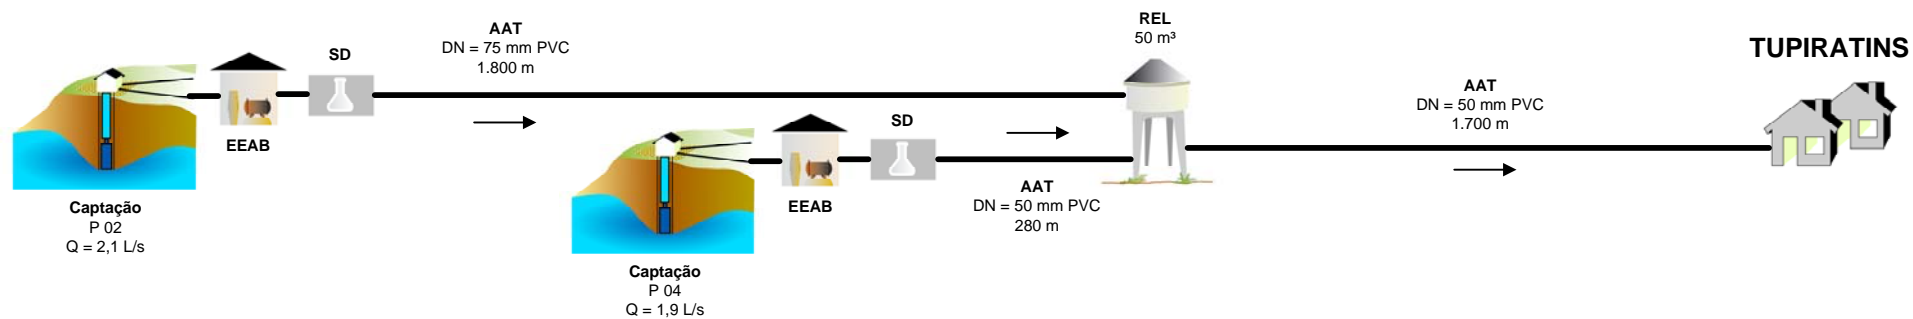 AAT
DN = 75 mm PVC
1.800 m
SD
EEAB
Captação
P 02
Q = 2,1 L/s
SD
EEAB
Captação
P 04
Q = 1,9 L/s
AAT
DN = 50 mm PVC
280 m
REL
50 m³
AAT
DN = 50 mm PVC
1.700 m
TUPIRATINS